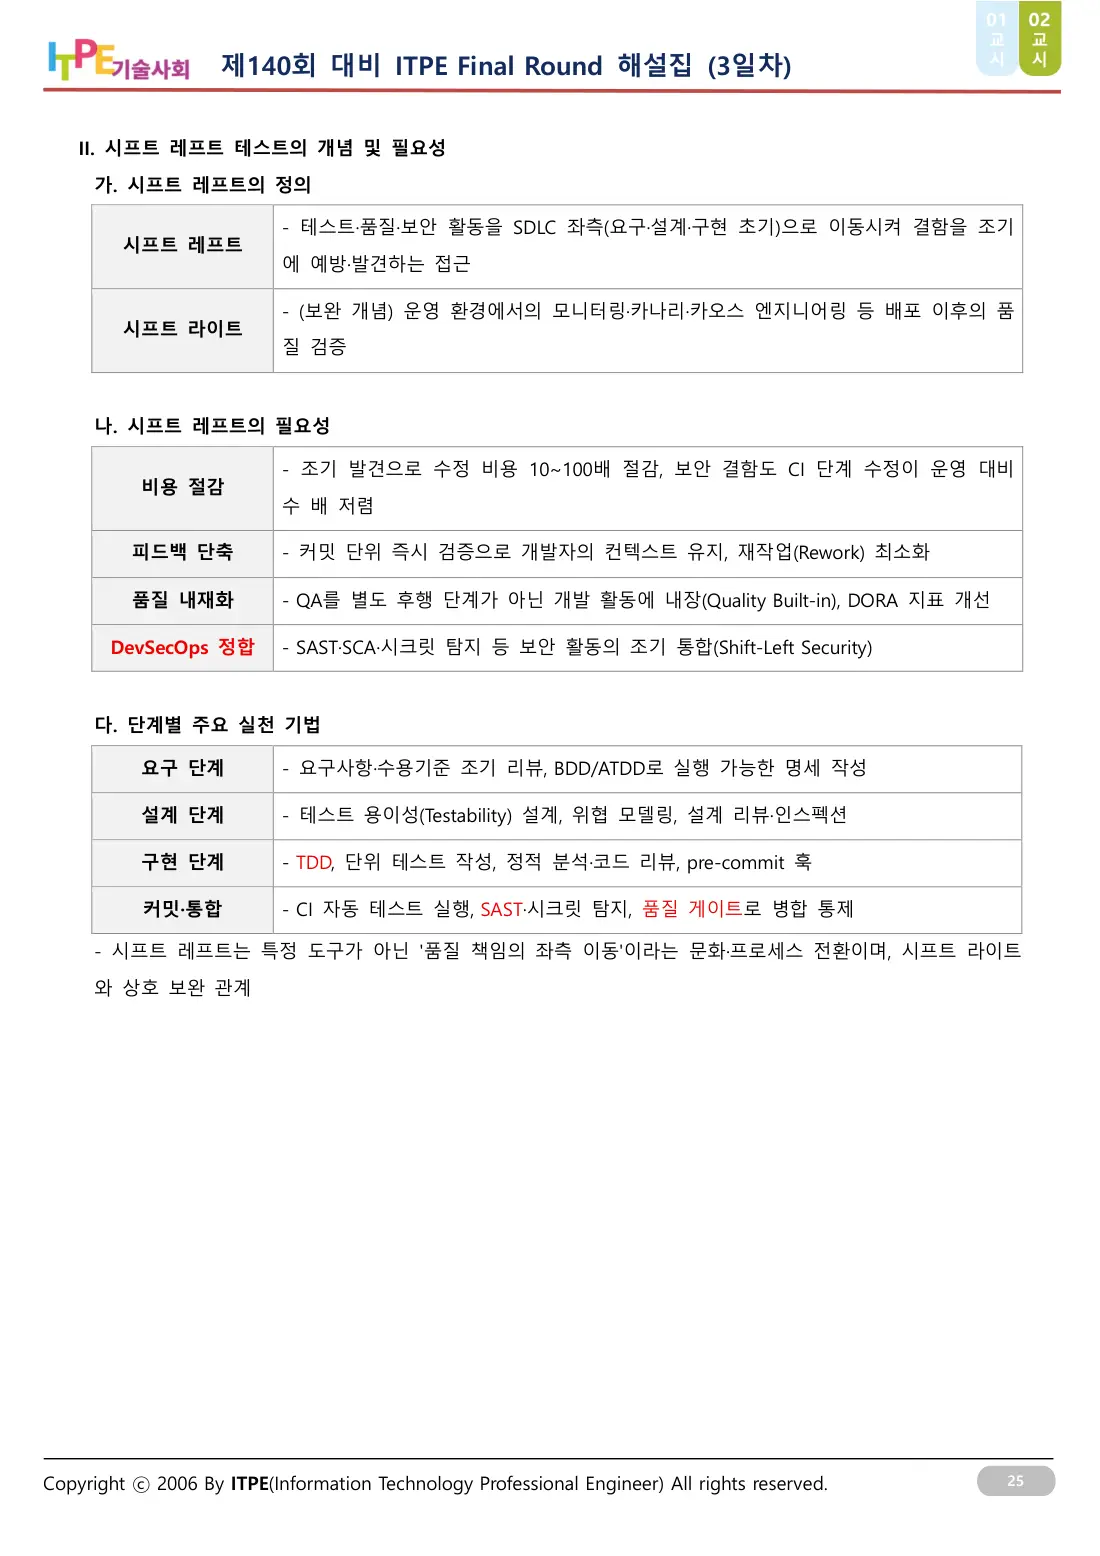 ITPE기술사회 제140회 대비 ITPE Final Round 해설집 (3일차)
01
교
시
02
교
시
II. 시프트 레프트 테스트의 개념 및 필요성
가. 시프트 레프트의 정의
시프트 레프트
- 테스트·품질·보안 활동을 SDLC 좌측(요구·설계·구현 초기)으로 이동시켜 결함을 조기
에 예방·발견하는 접근
시프트 라이트
- (보완 개념) 운영 환경에서의 모니터링·카나리·카오스 엔지니어링 등 배포 이후의 품
질 검증
나. 시프트 레프트의 필요성
비용 절감
- 조기 발견으로 수정 비용 10~100배 절감, 보안 결함도 CI 단계 수정이 운영 대비
수 배 저렴
피드백 단축
- 커밋 단위 즉시 검증으로 개발자의 컨텍스트 유지, 재작업(Rework) 최소화
품질 내재화
- QA를 별도 후행 단계가 아닌 개발 활동에 내장(Quality Built-in), DORA 지표 개선
DevSecOps 정합
- SAST·SCA·시크릿 탐지 등 보안 활동의 조기 통합(Shift-Left Security)
다. 단계별 주요 실천 기법
요구 단계
- 요구사항·수용기준 조기 리뷰, BDD/ATDD로 실행 가능한 명세 작성
설계 단계
- 테스트 용이성(Testability) 설계, 위협 모델링, 설계 리뷰·인스펙션
구현 단계
- TDD, 단위 테스트 작성, 정적 분석·코드 리뷰, pre-commit 훅
커밋·통합
- CI 자동 테스트 실행, SAST·시크릿 탐지, 품질 게이트로 병합 통제
- 시프트 레프트는 특정 도구가 아닌 '품질 책임의 좌측 이동'이라는 문화·프로세스 전환이며, 시프트 라이트
와 상호 보완 관계
Copyright ⓒ 2006 By ITPE(Information Technology Professional Engineer) All rights reserved.
25